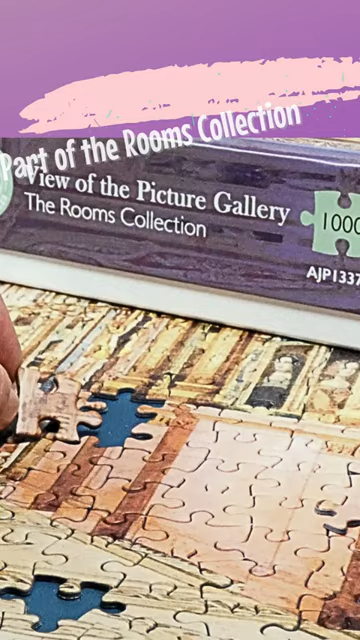 Part of the Rooms Collection
View of the Picture Gallery
The Rooms Collection
1000
AJP1337